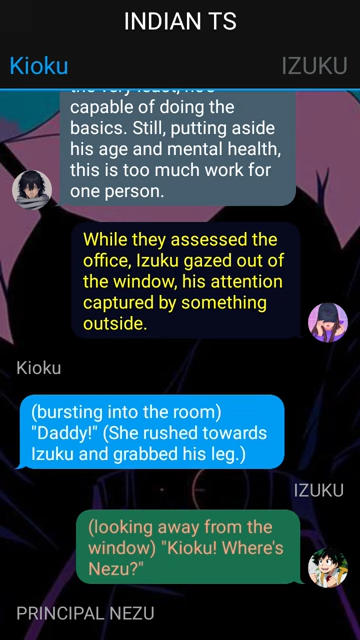 INDIAN TS
Kioku
IZUKU
capable of doing the
basics. Still, putting aside
his age and mental health,
this is too much work for
one person.
While they assessed the
office, Izuku gazed out of
the window, his attention
captured by something
outside.
Kioku
(bursting into the room)
"Daddy!" (She rushed towards
Izuku and grabbed his leg.)
IZUKU
(looking away from the
window) "Kioku! Where's
Nezu?"
PRINCIPAL NEZU